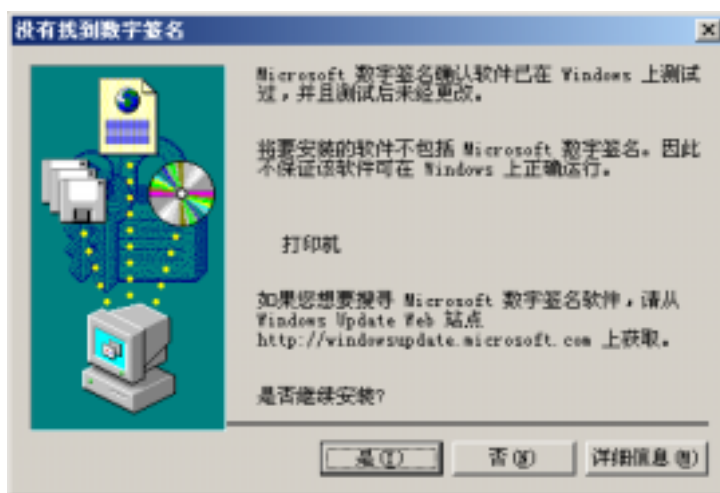 没有找到数字签名
Microsoft 数字签名确认软件已在 Windows 上测试
过，并且测试后未经更改。
将要安装的软件不包括 Microsoft 数字签名。因此
不保证该软件可在 Windows 上正确运行。
打印机
如果您想要搜寻 Microsoft 数字签名软件，请从
Windows Update Web 站点
http://windowsupdate.microsoft.com 上获取。
是否继续安装?
是(Y) 否(N) 详细信息(M)